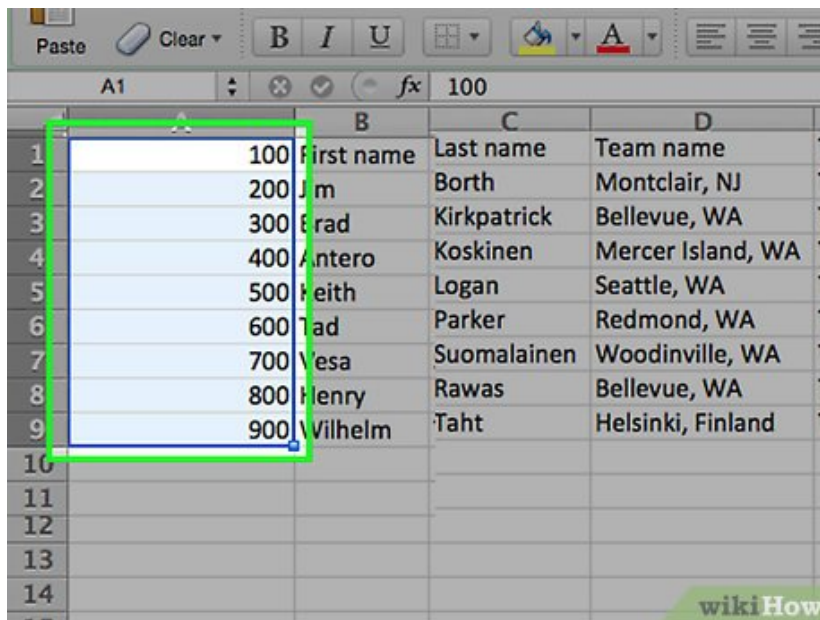 Paste Clear B I U A
A1 fx 100
A B C D
1 100 First name Last name Team name
2 200 Jim Borth Montclair, NJ
3 300 Brad Kirkpatrick Bellevue, WA
4 400 Antero Koskinen Mercer Island, WA
5 500 Keith Logan Seattle, WA
6 600 Tad Parker Redmond, WA
7 700 Vesa Suomalainen Woodinville, WA
8 800 Henry Rawas Bellevue, WA
9 900 Wilhelm Taht Helsinki, Finland
10
11
12
13
14
wikiHow